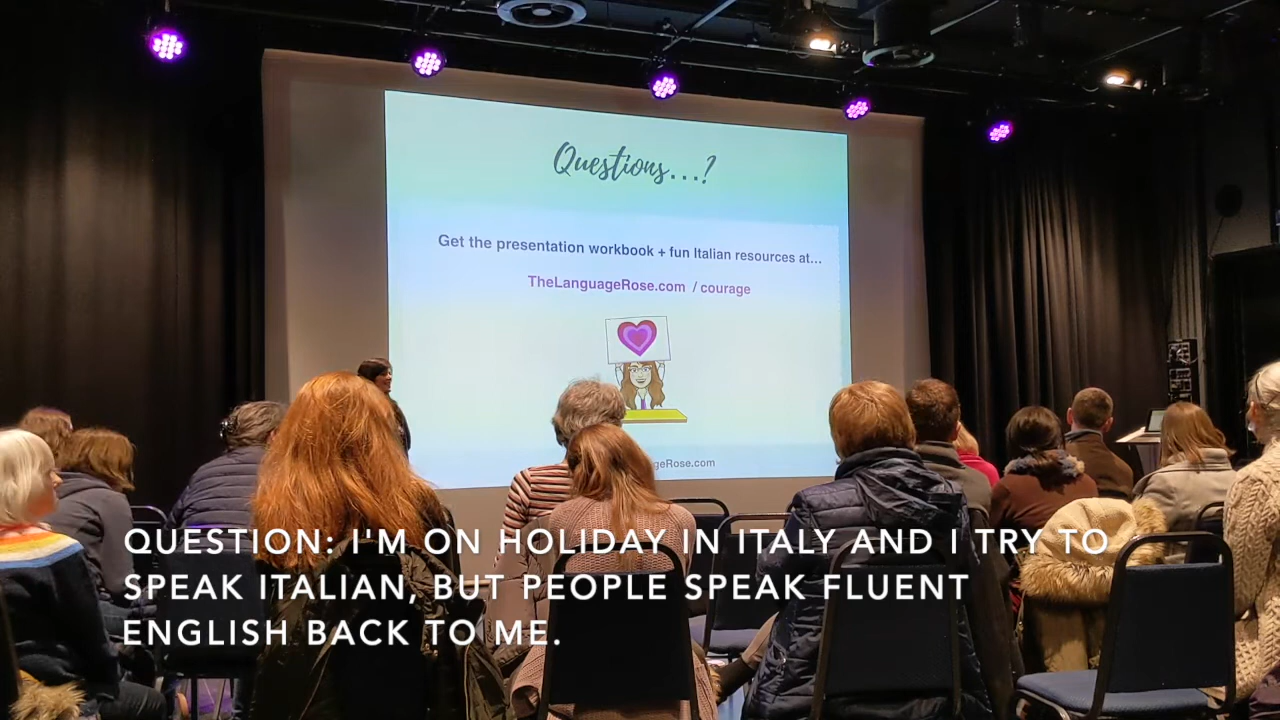 Questions...?
Get the presentation workbook + fun Italian resources at...
TheLanguageRose.com / courage
geRose.com
QUESTION: I'M ON HOLIDAY IN ITALY AND I TRY TO
SPEAK ITALIAN, BUT PEOPLE SPEAK FLUENT
ENGLISH BACK TO ME.